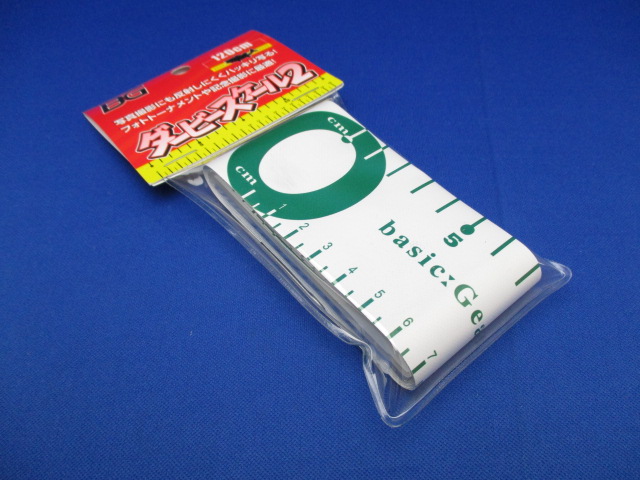 120cm
写真撮影にも反射しにくくハッキリ写る!
フォトトーナメントや記念撮影に最適!
ダービースケール2
cm
cm
5
basic×Ge
1
2
3
4
5
6
7